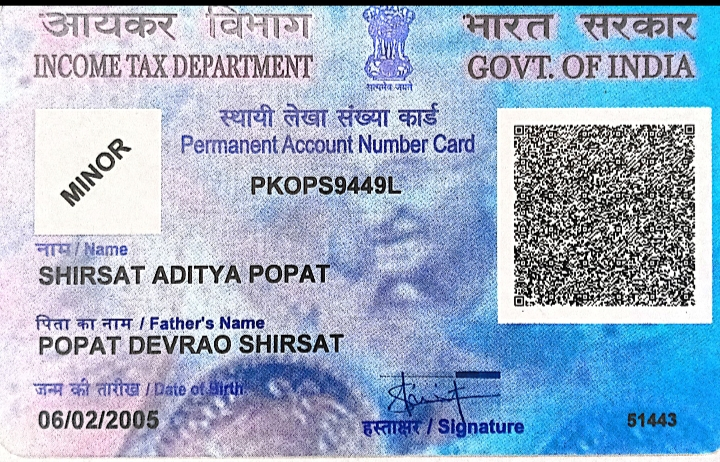 आयकर विभाग
INCOME TAX DEPARTMENT
सत्यमेव जयते
भारत सरकार
GOVT. OF INDIA
स्थायी लेखा संख्या कार्ड
Permanent Account Number Card
PKOPS9449L
MINOR
नाम / Name
SHIRSAT ADITYA POPAT
पिता का नाम / Father's Name
POPAT DEVRAO SHIRSAT
जन्म की तारीख / Date of Birth
06/02/2005
हस्ताक्षर / Signature
51443